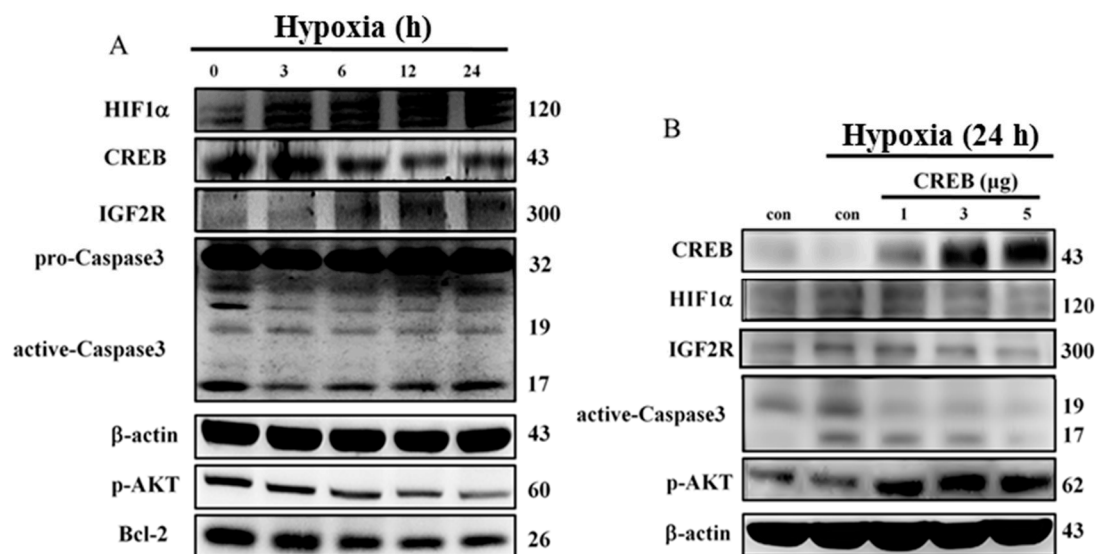 A
Hypoxia (h)
0 3 6 12 24
HIF1α 120
CREB 43
IGF2R 300
pro-Caspase3 32
19
active-Caspase3
17
β-actin 43
p-AKT 60
Bcl-2 26
B
Hypoxia (24 h)
CREB (μg)
con con 1 3 5
CREB 43
HIF1α 120
IGF2R 300
active-Caspase3 19
17
p-AKT 62
β-actin 43